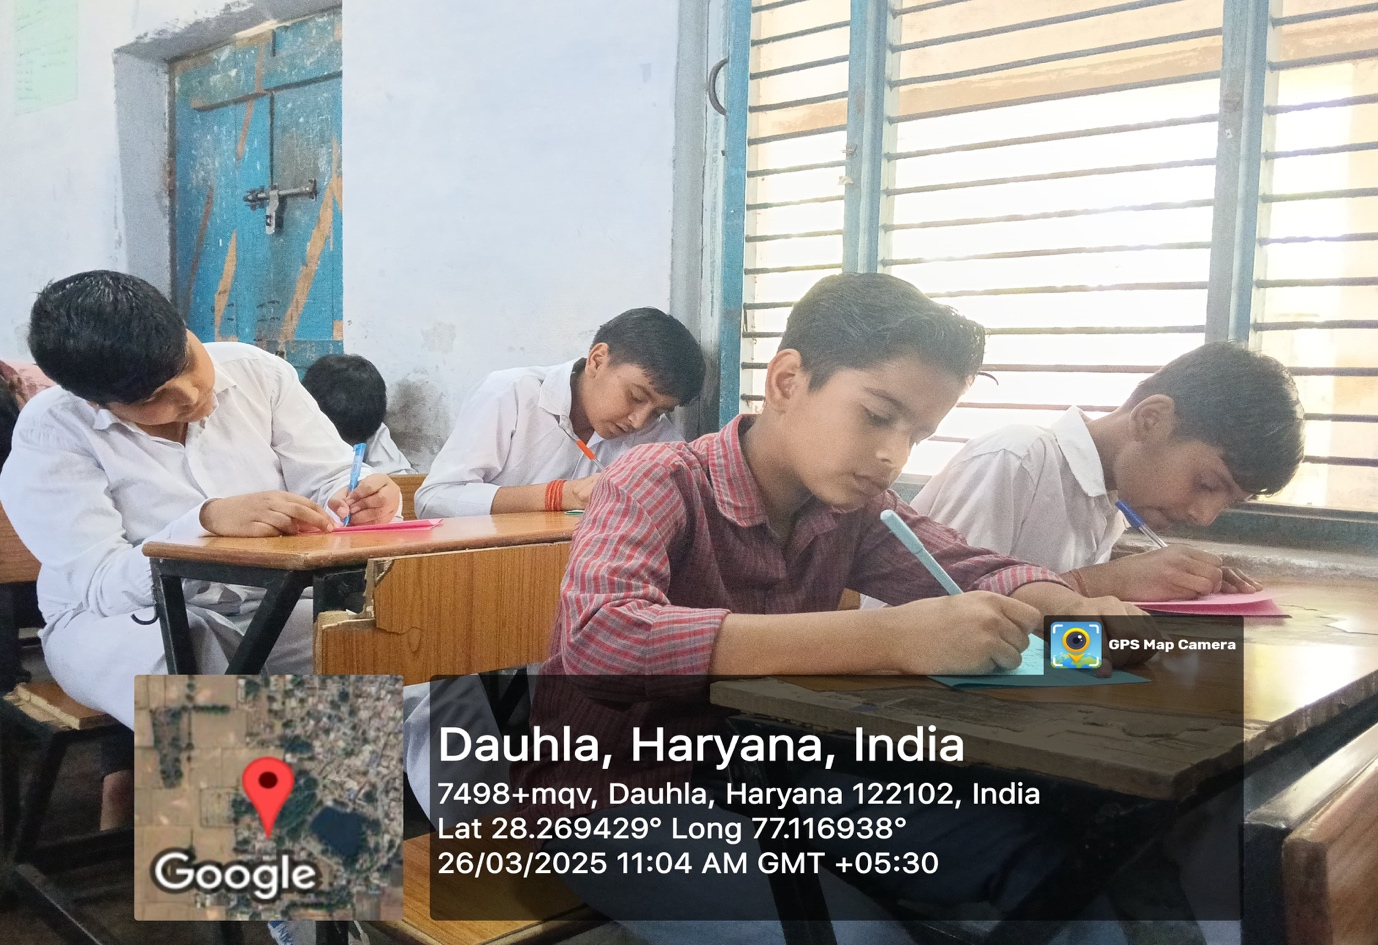 GPS Map Camera
Dauhla, Haryana, India
7498+mqv, Dauhla, Haryana 122102, India
Lat 28.269429° Long 77.116938°
26/03/2025 11:04 AM GMT +05:30
Google